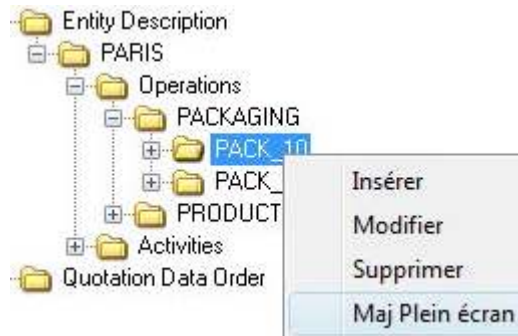 Entity Description
PARIS
Operations
PACKAGING
PACK_10
PACK_
PRODUCT
Activities
Quotation Data Order
Insérer
Modifier
Supprimer
Maj Plein écran